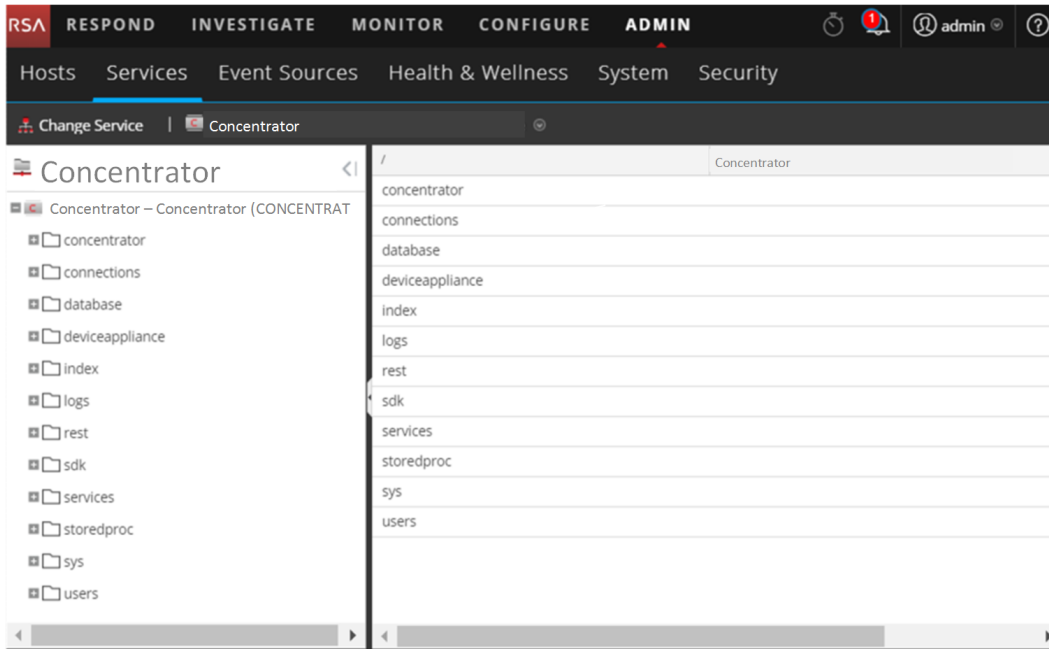 RSA RESPOND INVESTIGATE MONITOR CONFIGURE ADMIN 1 admin ?
Hosts Services Event Sources Health & Wellness System Security
Change Service | C Concentrator
Concentrator
C Concentrator – Concentrator (CONCENTRAT
concentrator
connections
database
deviceappliance
index
logs
rest
sdk
services
storedproc
sys
users
/ Concentrator
concentrator
connections
database
deviceappliance
index
logs
rest
sdk
services
storedproc
sys
users